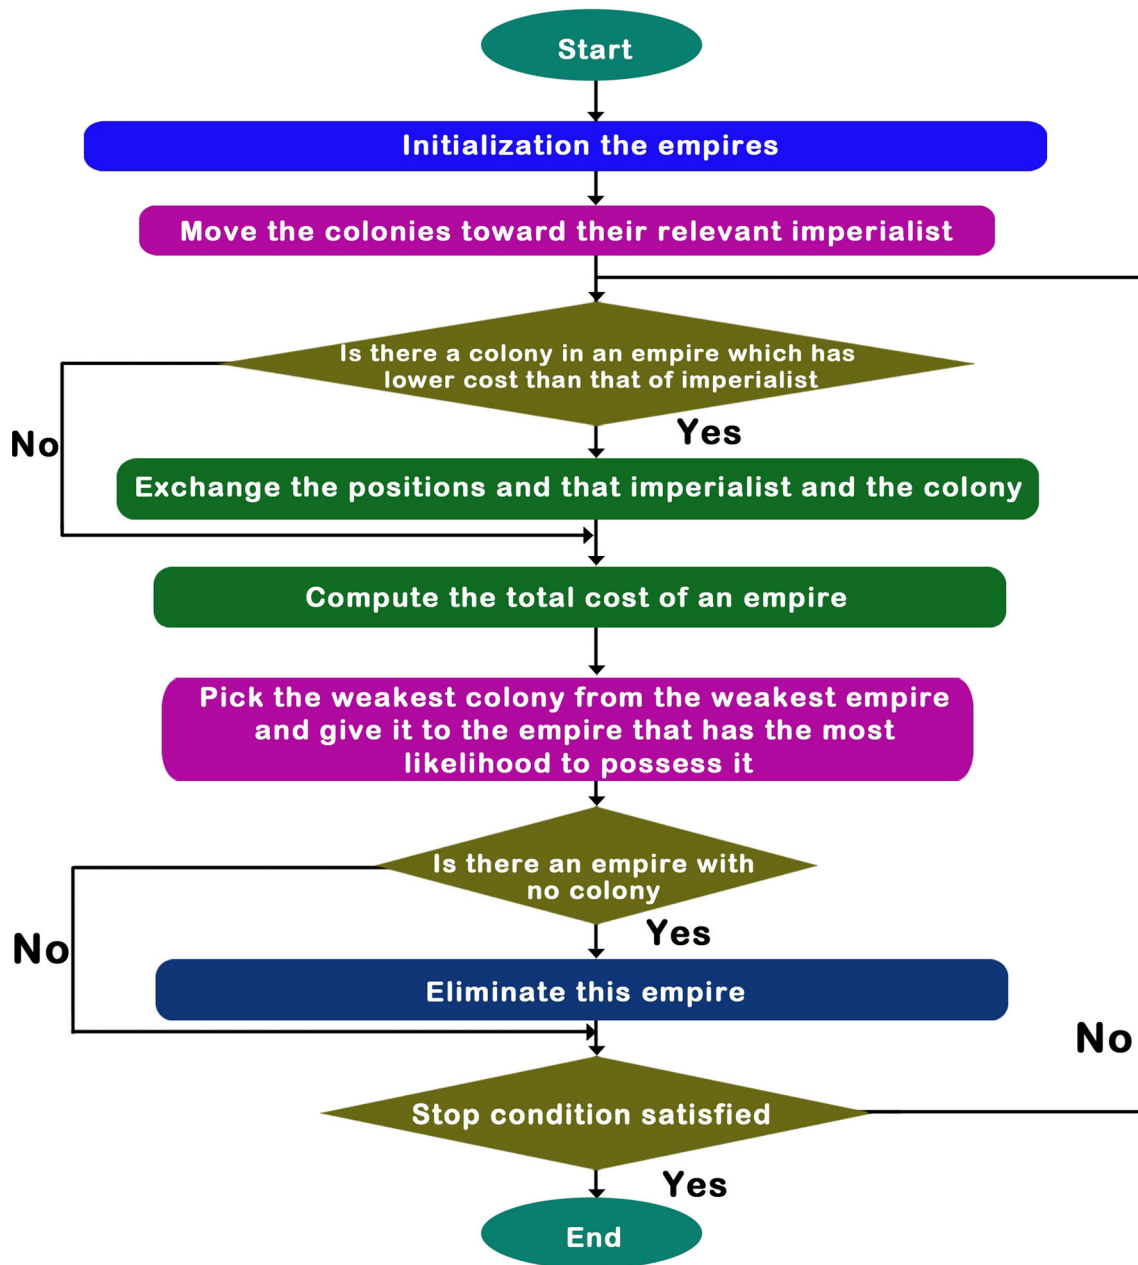 Start
Initialization the empires
Move the colonies toward their relevant imperialist
Is there a colony in an empire which has
lower cost than that of imperialist
No
Yes
Exchange the positions and that imperialist and the colony
Compute the total cost of an empire
Pick the weakest colony from the weakest empire
and give it to the empire that has the most
likelihood to possess it
Is there an empire with
no colony
No
Yes
Eliminate this empire
No
Stop condition satisfied
Yes
End